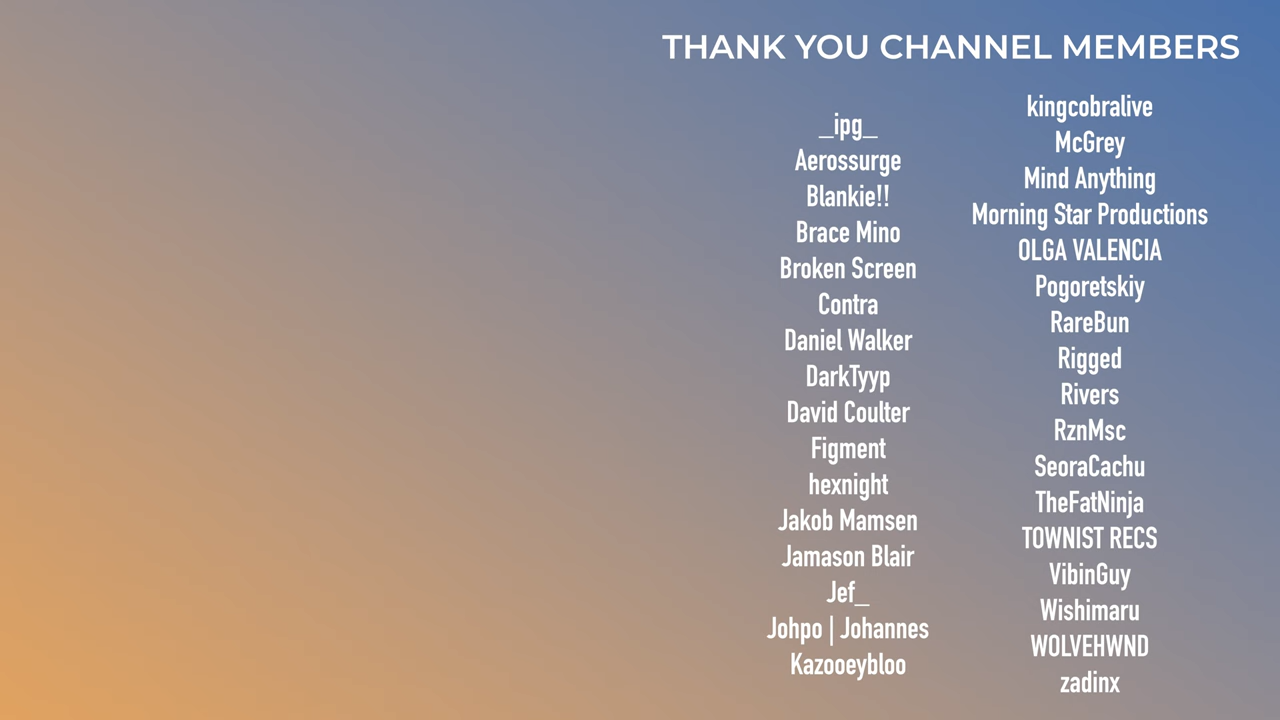 THANK YOU CHANNEL MEMBERS
_ipg_
Aerossurge
Blankie!!
Brace Mino
Broken Screen
Contra
Daniel Walker
DarkTyyp
David Coulter
Figment
hexnight
Jakob Mamsen
Jamason Blair
Jef_
Johpo | Johannes
Kazooeybloo
kingcobralive
McGrey
Mind Anything
Morning Star Productions
OLGA VALENCIA
Pogoretskiy
RareBun
Rigged
Rivers
RznMsc
SeoraCachu
TheFatNinja
TOWNIST RECS
VibinGuy
Wishimaru
WOLVEHWND
zadinx